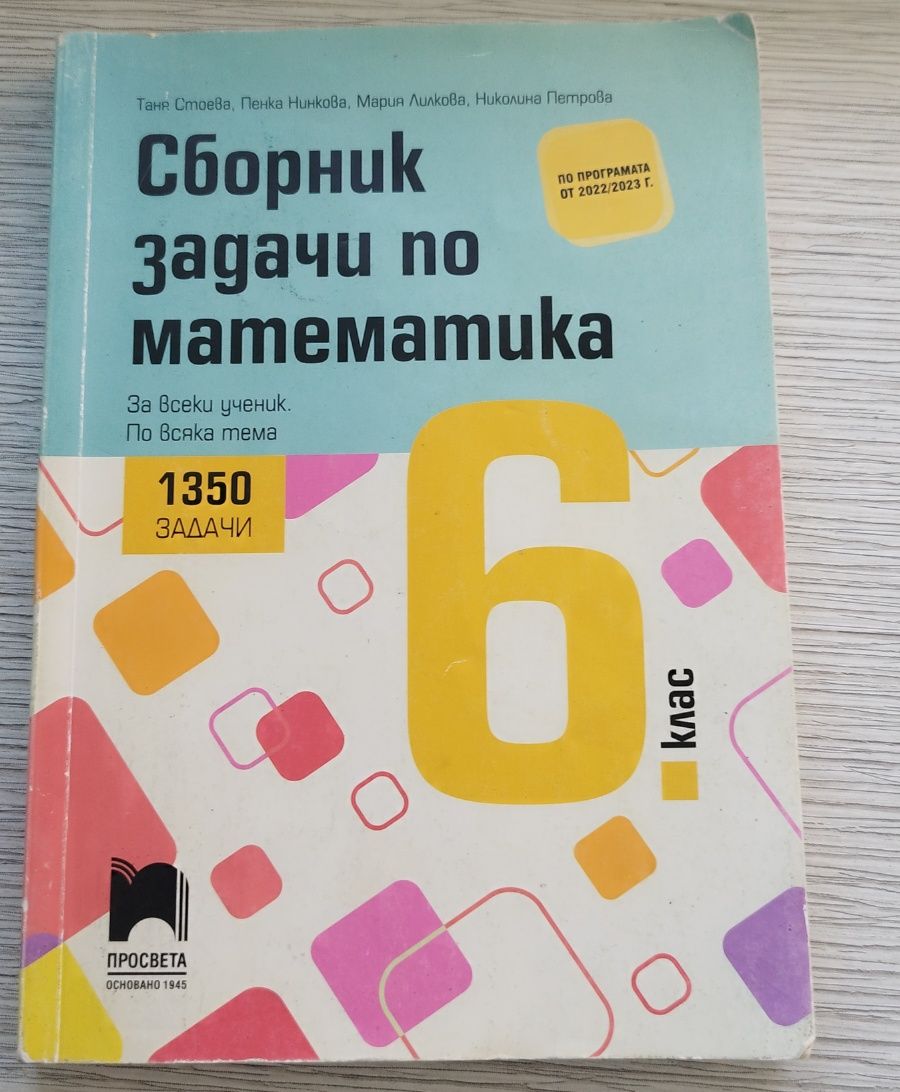 Таня Стоева, Пенка Нинкова, Мария Лилкова, Николина Петрова
Сборник
задачи по
математика
ПО ПРОГРАМАТА
ОТ 2022/2023 Г.
За всеки ученик.
По всяка тема
1350
ЗАДАЧИ
6.
клас
ПРОСВЕТА
ОСНОВАНО 1945